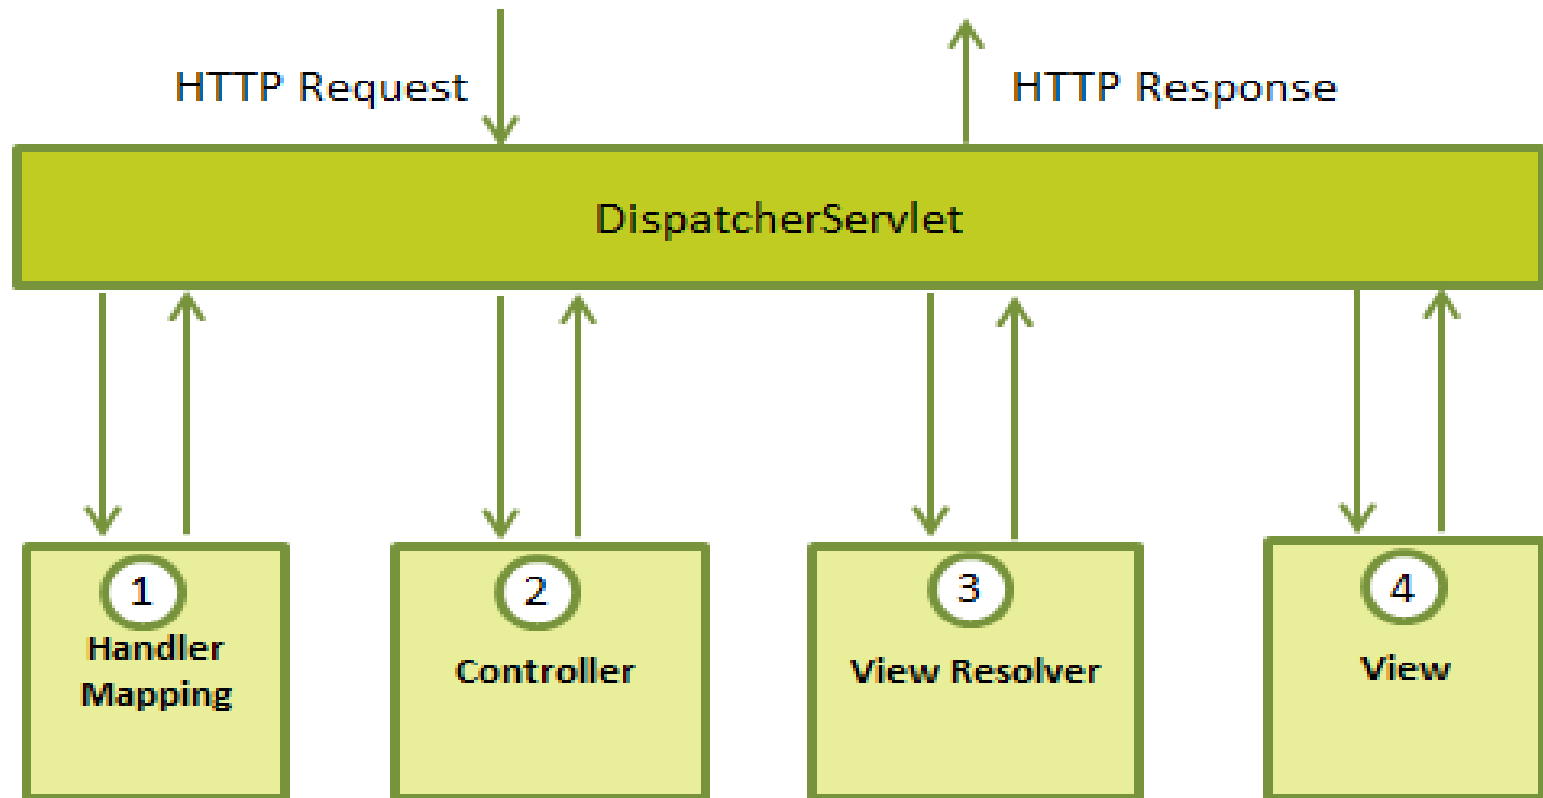 HTTP Request
HTTP Response
DispatcherServlet
1
Handler
Mapping
2
Controller
3
View Resolver
4
View